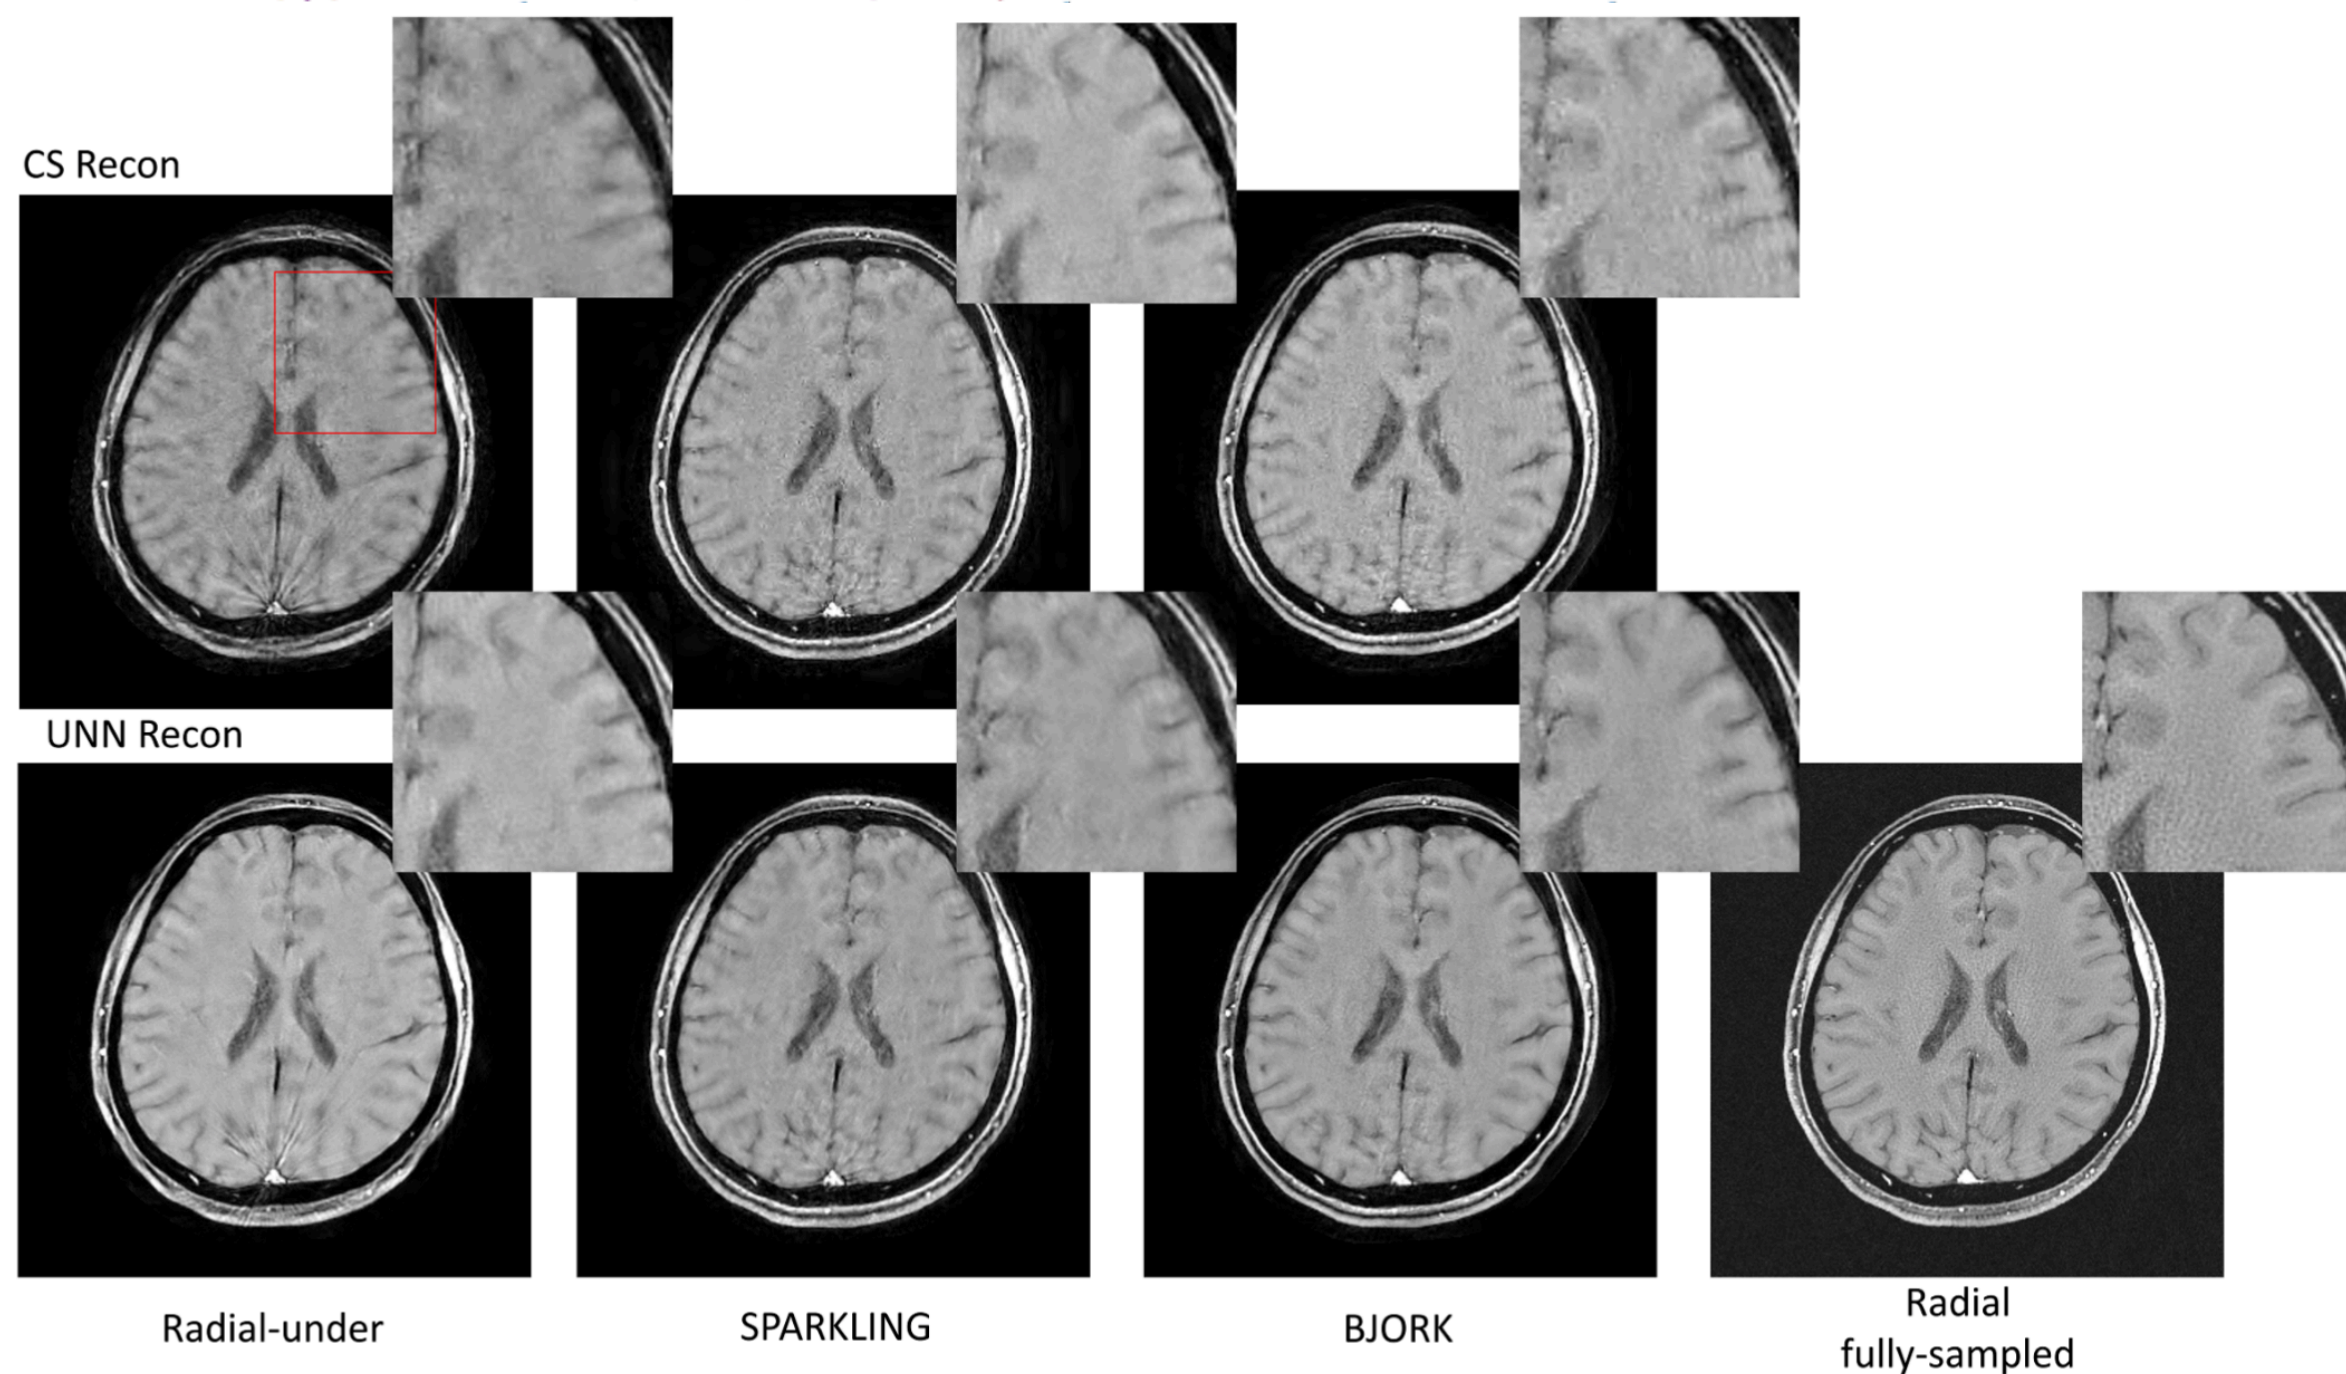 CS Recon
UNN Recon
Radial-under
SPARKLING
BJORK
Radial
fully-sampled